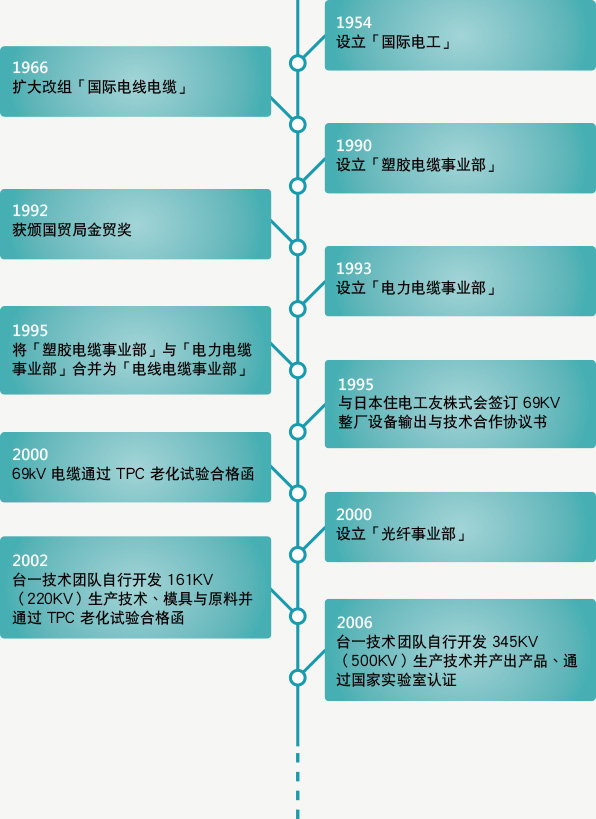 1954
设立「国际电工」
1966
扩大改组「国际电线电缆」
1990
设立「塑胶电缆事业部」
1992
获颁国贸局金贸奖
1993
设立「电力电缆事业部」
1995
将「塑胶电缆事业部」与「电力电缆
事业部」合并为「电线电缆事业部」
1995
与日本住电工友株式会签订 69KV
整厂设备输出与技术合作协议书
2000
69kV 电缆通过 TPC 老化试验合格函
2000
设立「光纤事业部」
2002
台一技术团队自行开发 161KV
（220KV）生产技术、模具与原料并
通过 TPC 老化试验合格函
2006
台一技术团队自行开发 345KV
（500KV）生产技术并产出产品、通
过国家实验室认证